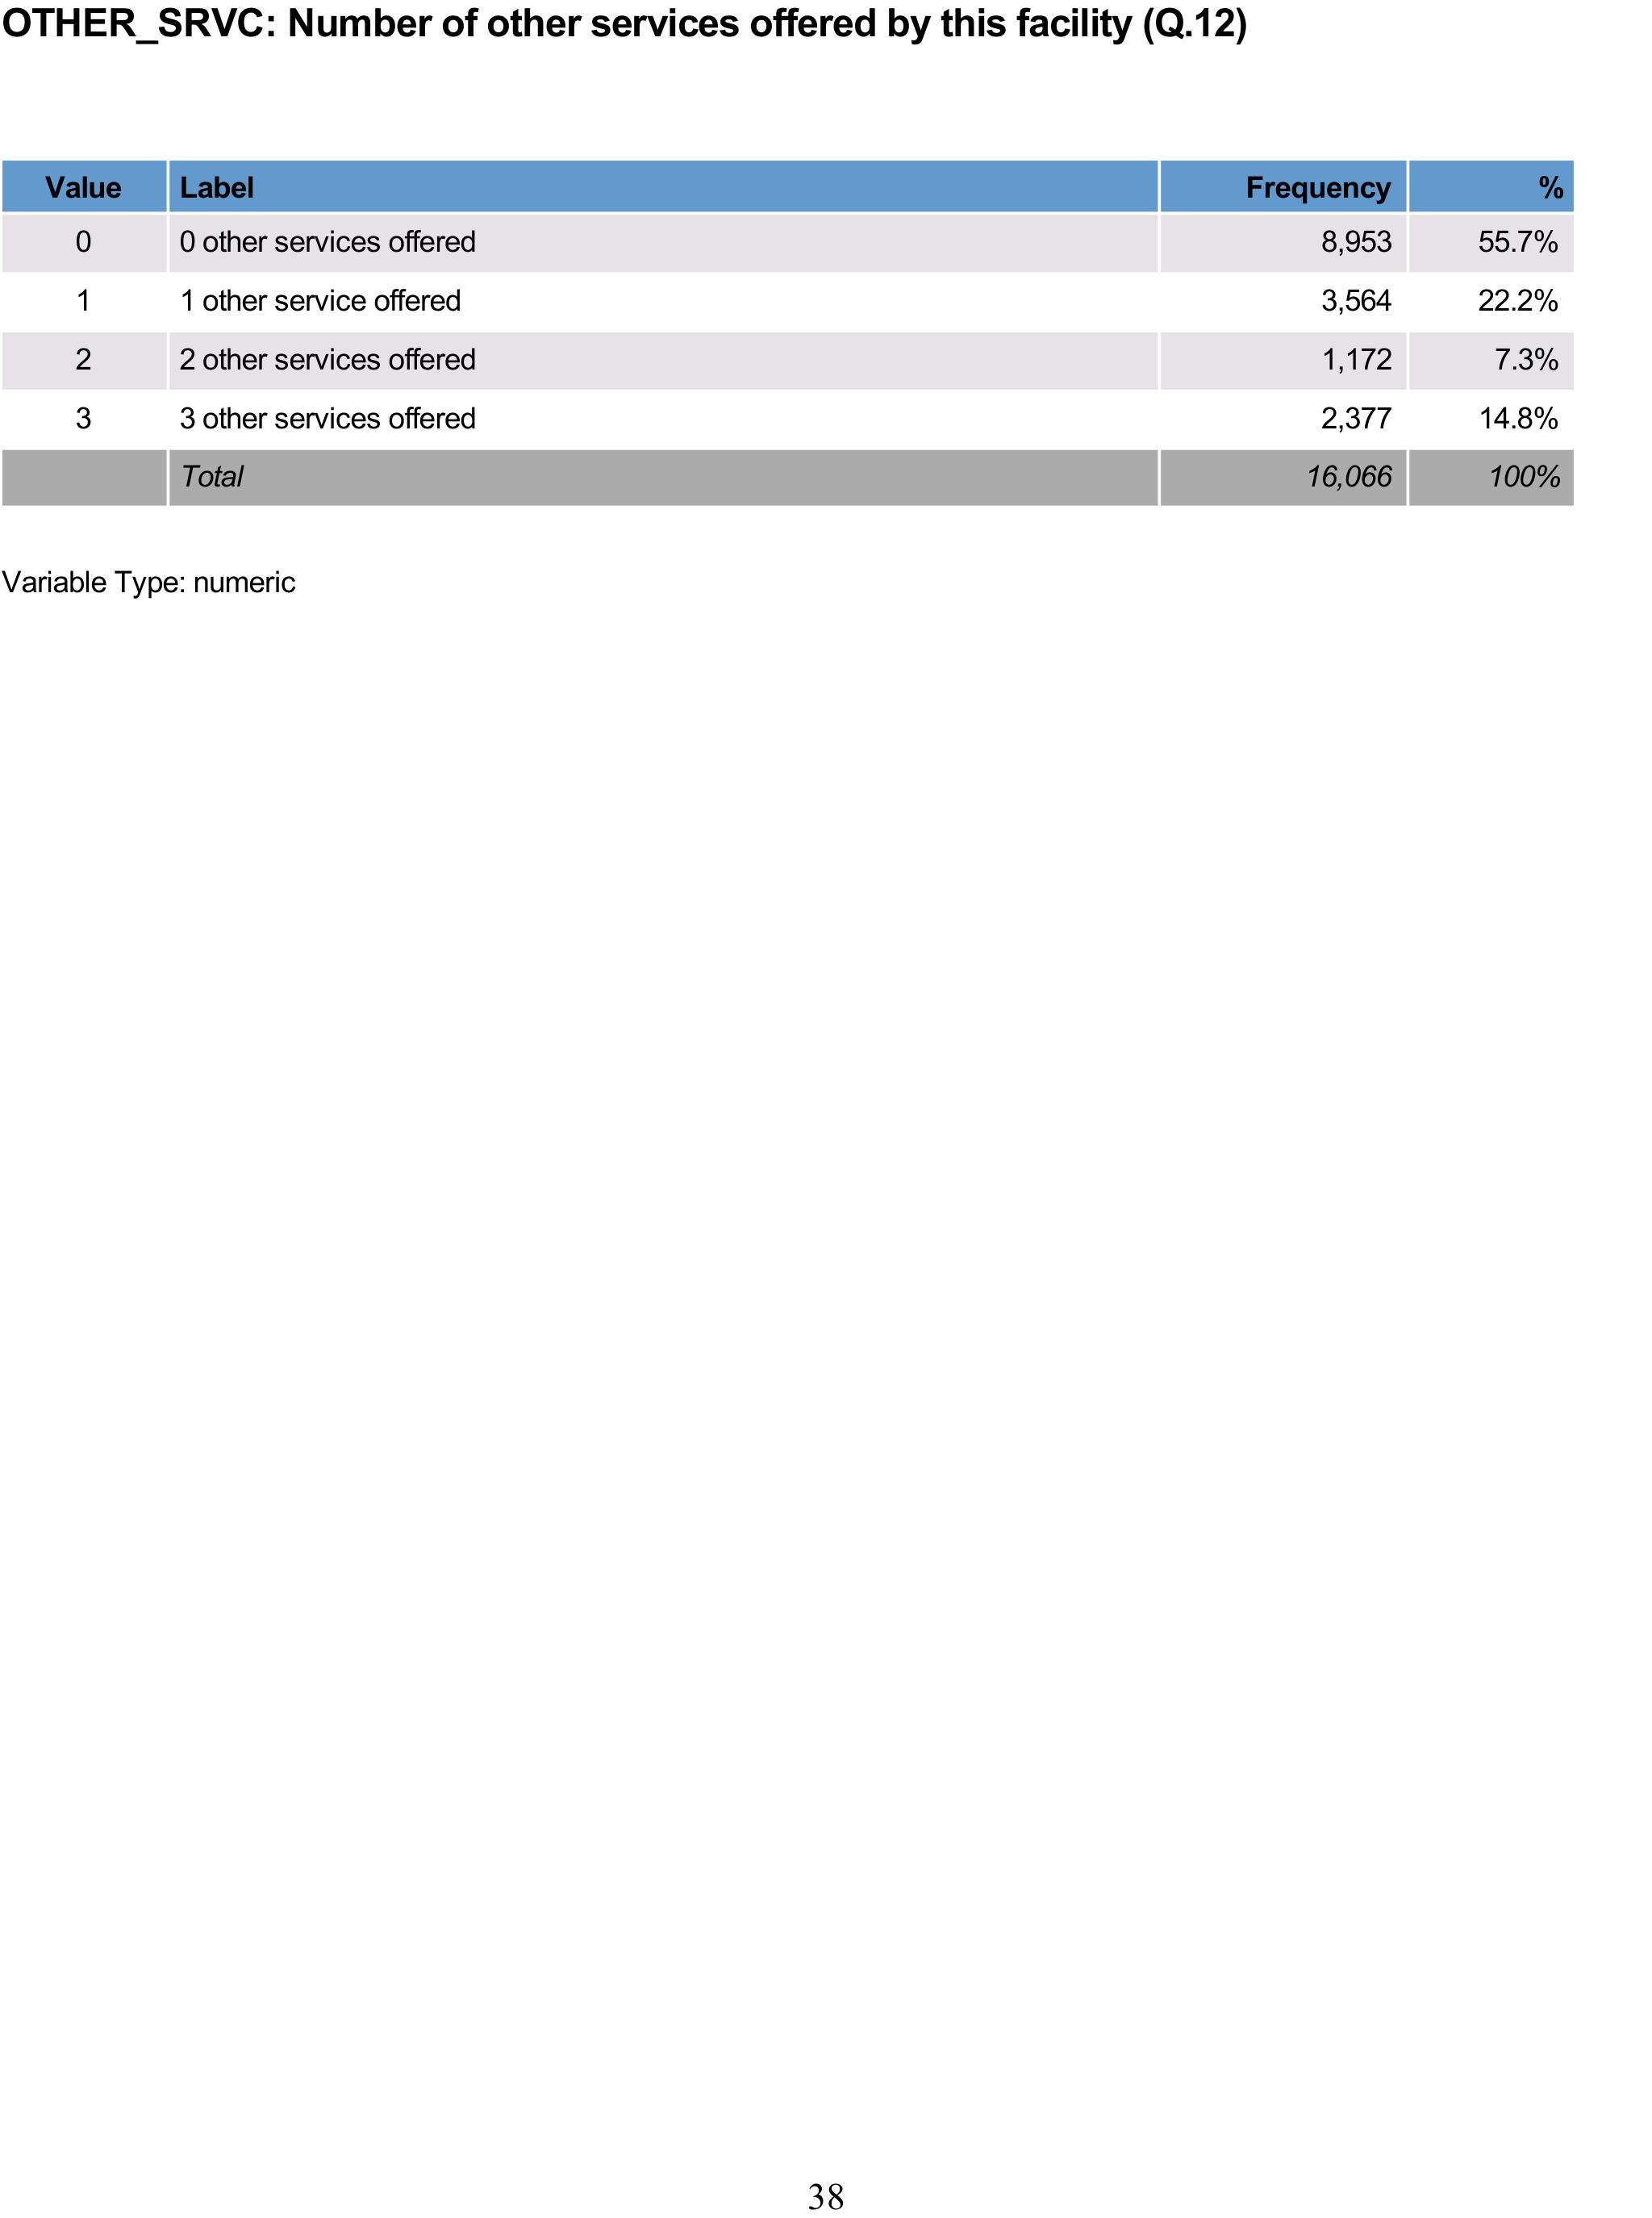 OTHER_SRVC: Number of other services offered by this facility (Q.12)
Value Label Frequency %
0 0 other services offered 8,953 55.7%
1 1 other service offered 3,564 22.2%
2 2 other services offered 1,172 7.3%
3 3 other services offered 2,377 14.8%
Total 16,066 100%
Variable Type: numeric
38